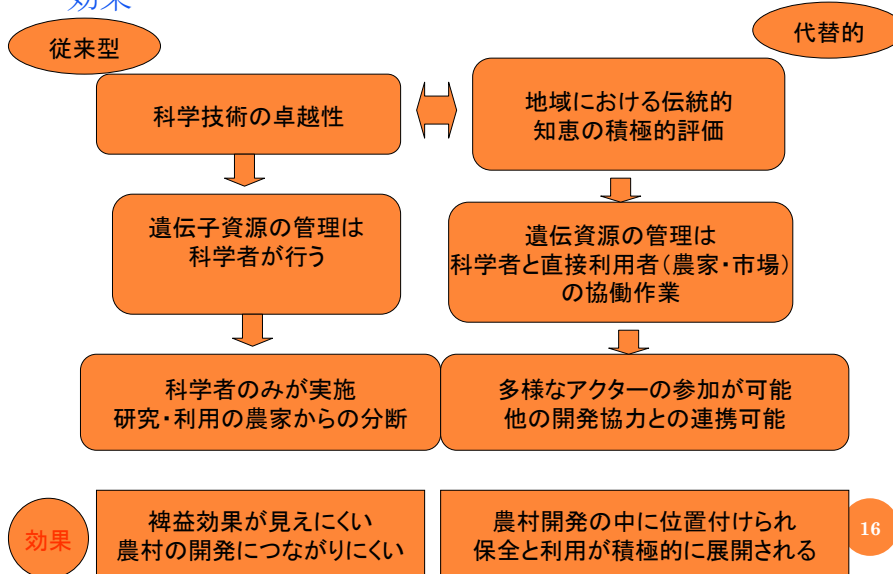 効果
従来型
代替的
科学技術の卓越性
地域における伝統的
知恵の積極的評価
遺伝子資源の管理は
科学者が行う
遺伝資源の管理は
科学者と直接利用者(農家・市場)
の協働作業
科学者のみが実施
研究・利用の農家からの分断
多様なアクターの参加が可能
他の開発協力との連携可能
効果
裨益効果が見えにくい
農村の開発につながりにくい
農村開発の中に位置付けられ
保全と利用が積極的に展開される
16